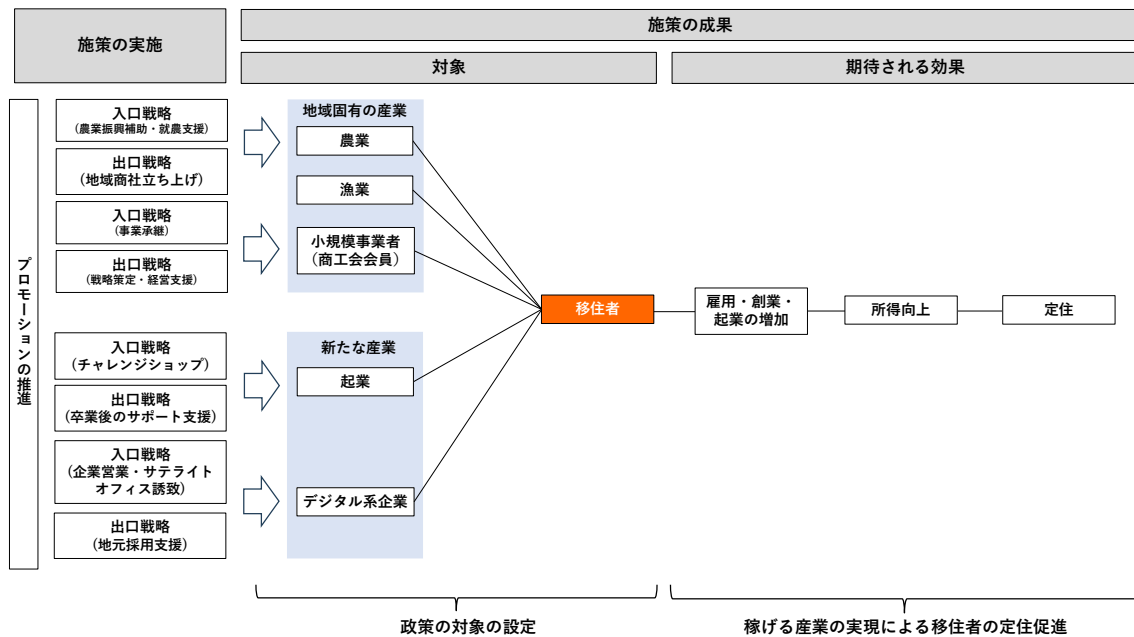 施策の実施
施策の成果
対象
期待される効果
プロモーションの推進
入口戦略
(農業振興補助・就農支援)
出口戦略
(地域商社立ち上げ)
入口戦略
(事業承継)
出口戦略
(戦略策定・経営支援)
入口戦略
(チャレンジショップ)
出口戦略
(卒業後のサポート支援)
入口戦略
(企業営業・サテライト
オフィス誘致)
出口戦略
(地元採用支援)
地域固有の産業
農業
漁業
小規模事業者
(商工会会員)
新たな産業
起業
デジタル系企業
移住者
雇用・創業・
起業の増加
所得向上
定住
政策の対象の設定
稼げる産業の実現による移住者の定住促進